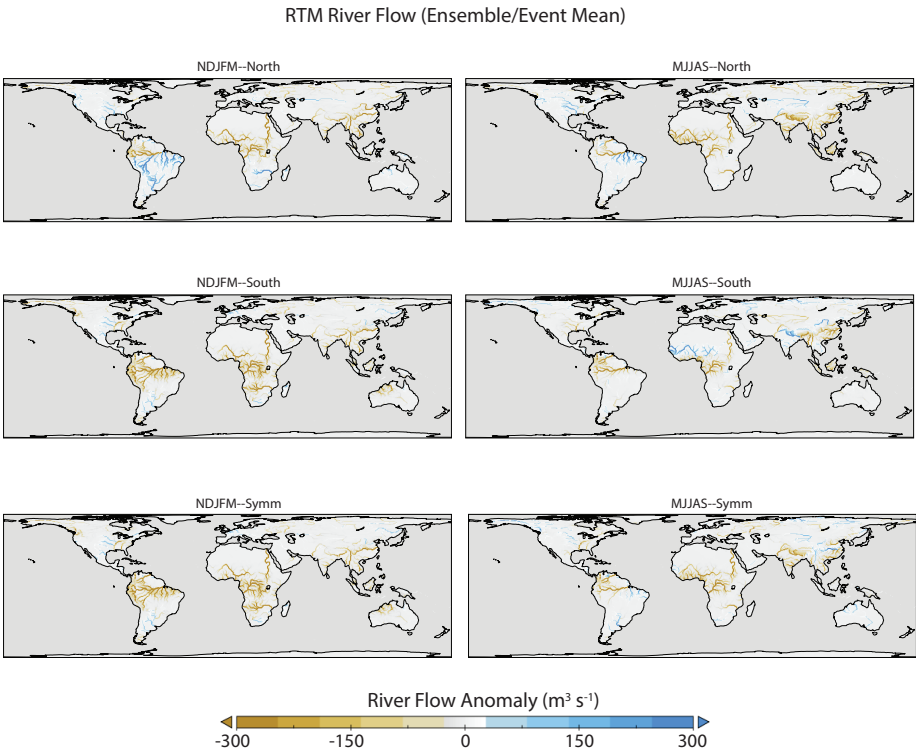 RTM River Flow (Ensemble/Event Mean)
NDJFM--North
MJJAS--North
NDJFM--South
MJJAS--South
NDJFM--Symm
MJJAS--Symm
River Flow Anomaly (m³ s⁻¹)
-300 -150 0 150 300